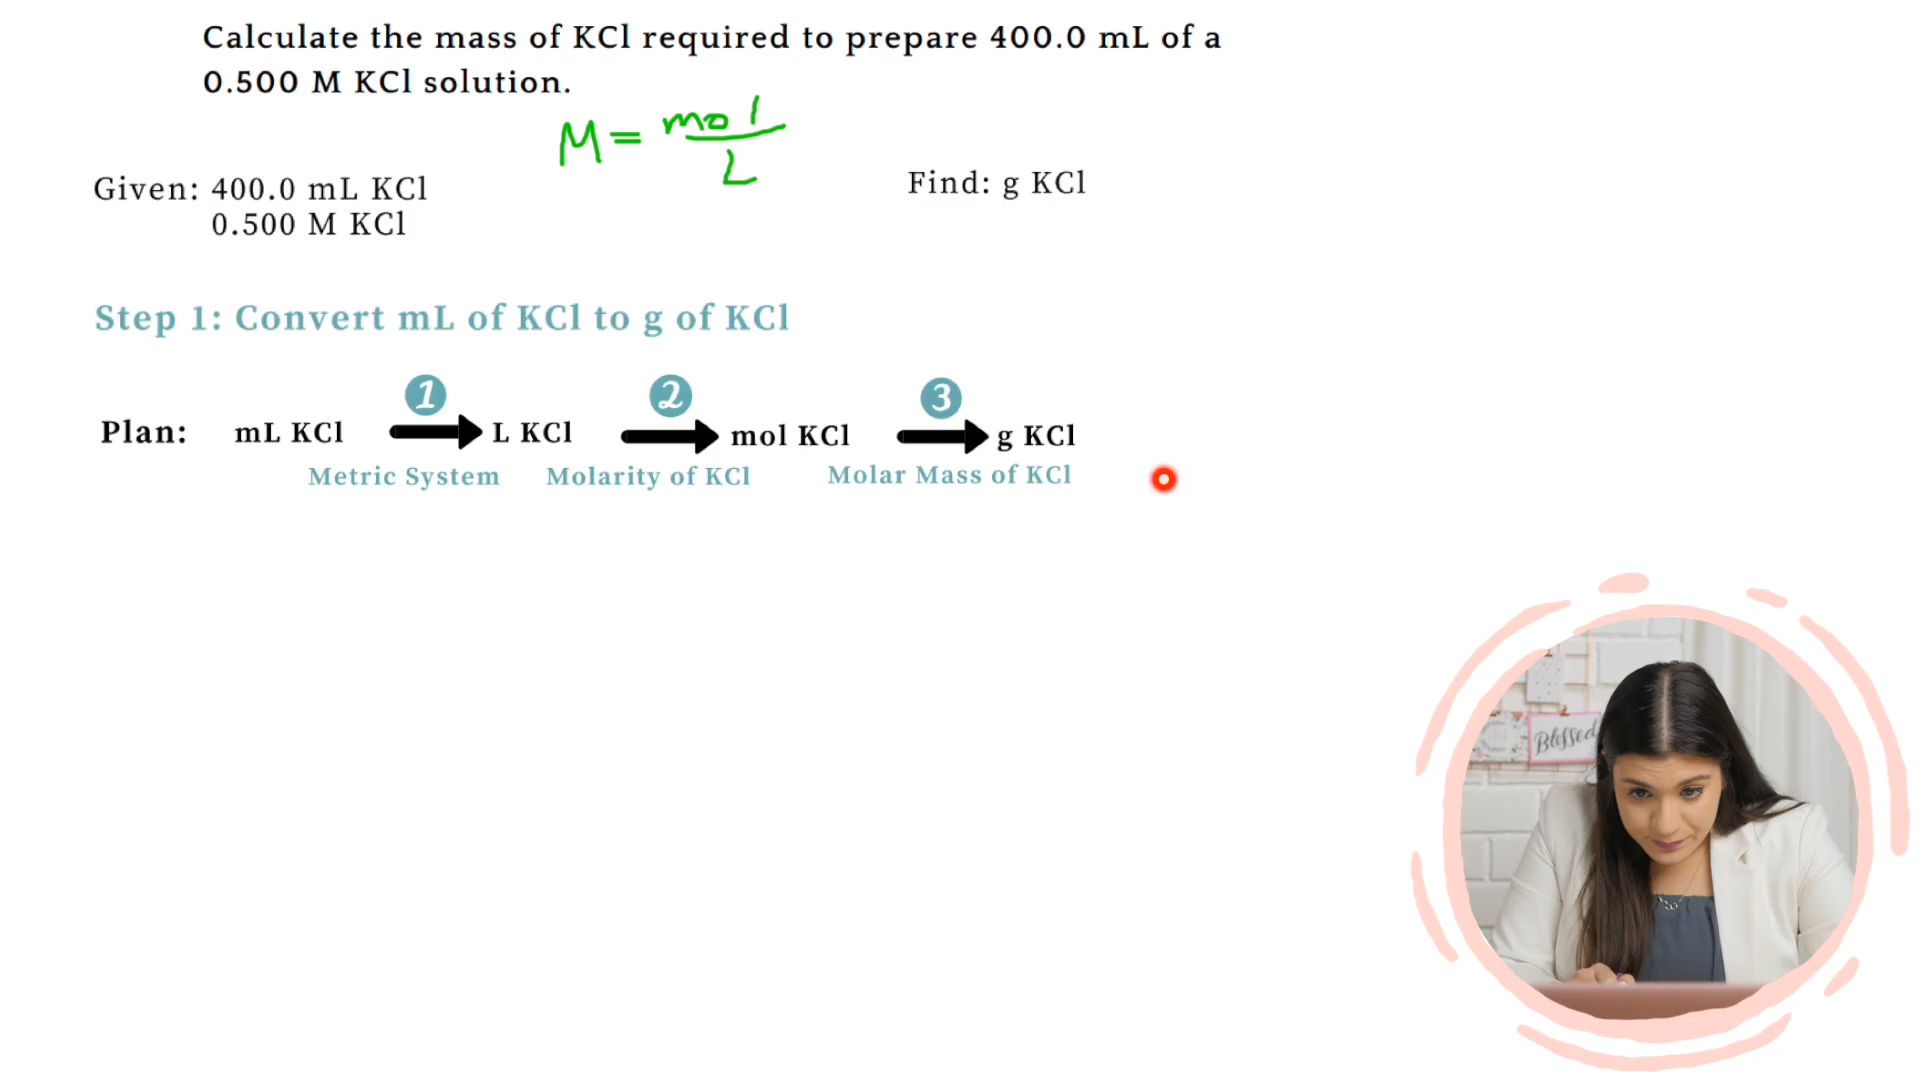 Calculate the mass of KCl required to prepare 400.0 mL of a
0.500 M KCl solution.
M = mol / L
Given: 400.0 mL KCl
0.500 M KCl
Find: g KCl
Step 1: Convert mL of KCl to g of KCl
1 2 3
Plan: mL KCl L KCl mol KCl g KCl
Metric System Molarity of KCl Molar Mass of KCl
Blessed